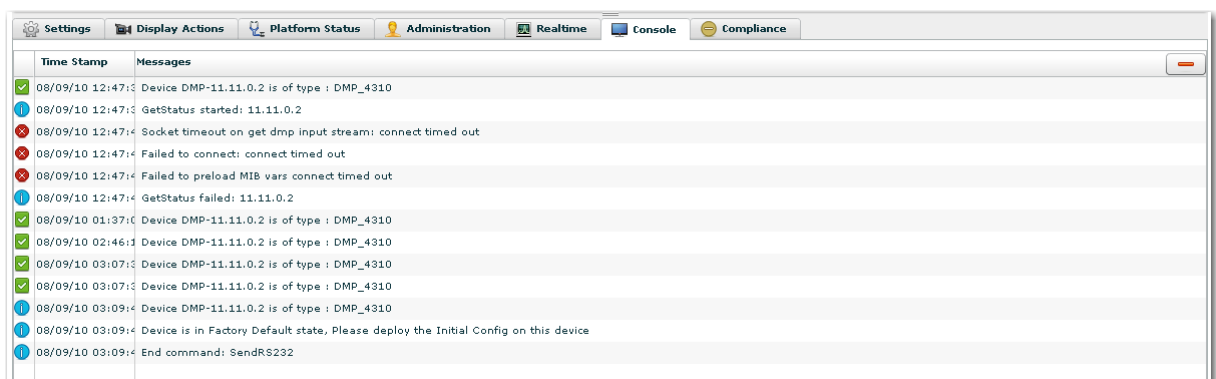 Settings Display Actions Platform Status Administration Realtime Console Compliance
Time Stamp Messages
08/09/10 12:47:3 Device DMP-11.11.0.2 is of type : DMP_4310
08/09/10 12:47:3 GetStatus started: 11.11.0.2
08/09/10 12:47:4 Socket timeout on get dmp input stream: connect timed out
08/09/10 12:47:4 Failed to connect: connect timed out
08/09/10 12:47:4 Failed to preload MIB vars connect timed out
08/09/10 12:47:4 GetStatus failed: 11.11.0.2
08/09/10 01:37:0 Device DMP-11.11.0.2 is of type : DMP_4310
08/09/10 02:46:1 Device DMP-11.11.0.2 is of type : DMP_4310
08/09/10 03:07:3 Device DMP-11.11.0.2 is of type : DMP_4310
08/09/10 03:07:3 Device DMP-11.11.0.2 is of type : DMP_4310
08/09/10 03:09:4 Device DMP-11.11.0.2 is of type : DMP_4310
08/09/10 03:09:4 Device is in Factory Default state, Please deploy the Initial Config on this device
08/09/10 03:09:4 End command: SendRS232